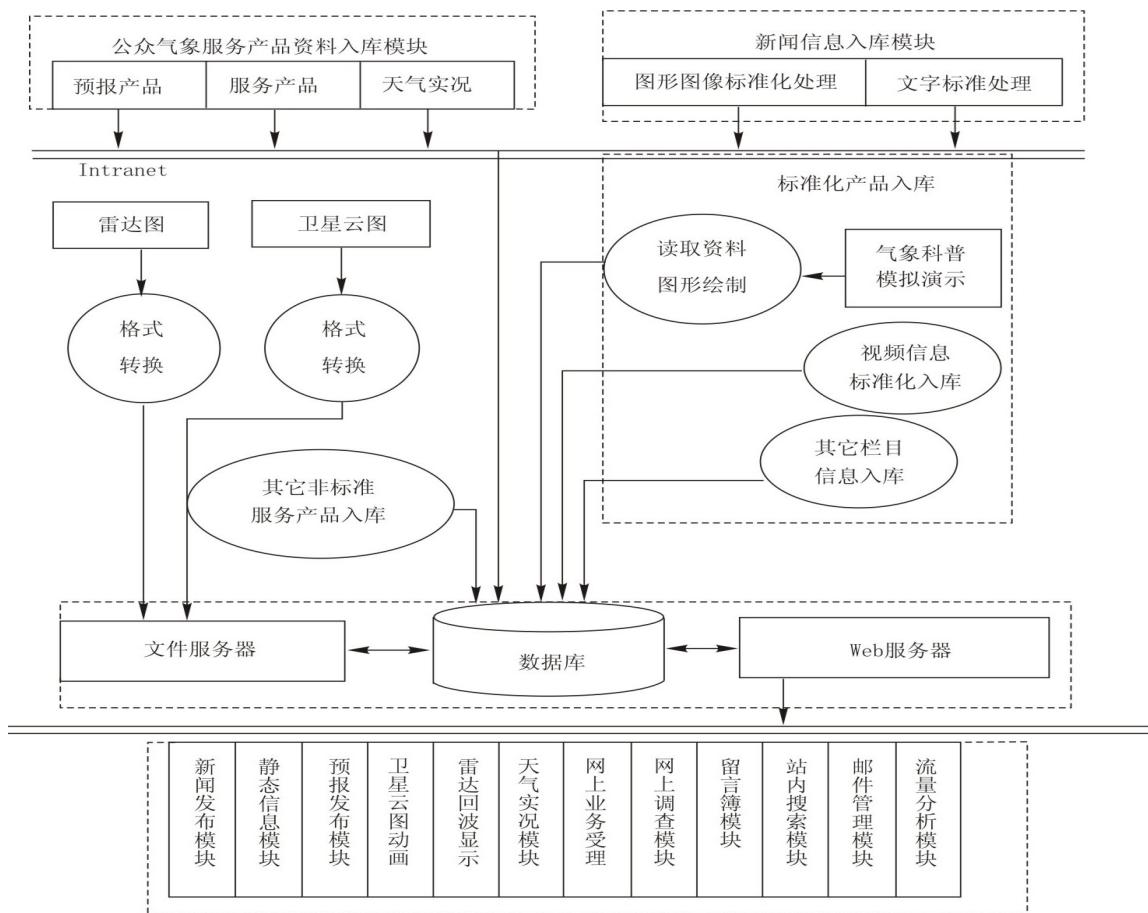 公众气象服务产品资料入库模块
预报产品
服务产品
天气实况
新闻信息入库模块
图形图像标准化处理
文字标准处理
Intranet
标准化产品入库
雷达图
卫星云图
读取资料
图形绘制
气象科普
模拟演示
格式
转换
格式
转换
视频信息
标准化入库
其它栏目
信息入库
其它非标准
服务产品入库
文件服务器
数据库
Web服务器
新闻发布模块
静态信息模块
预报发布模块
卫星云图动画
雷达回波显示
天气实况模块
网上业务受理
网上调查模块
留言簿模块
站内搜索模块
邮件管理模块
流量分析模块